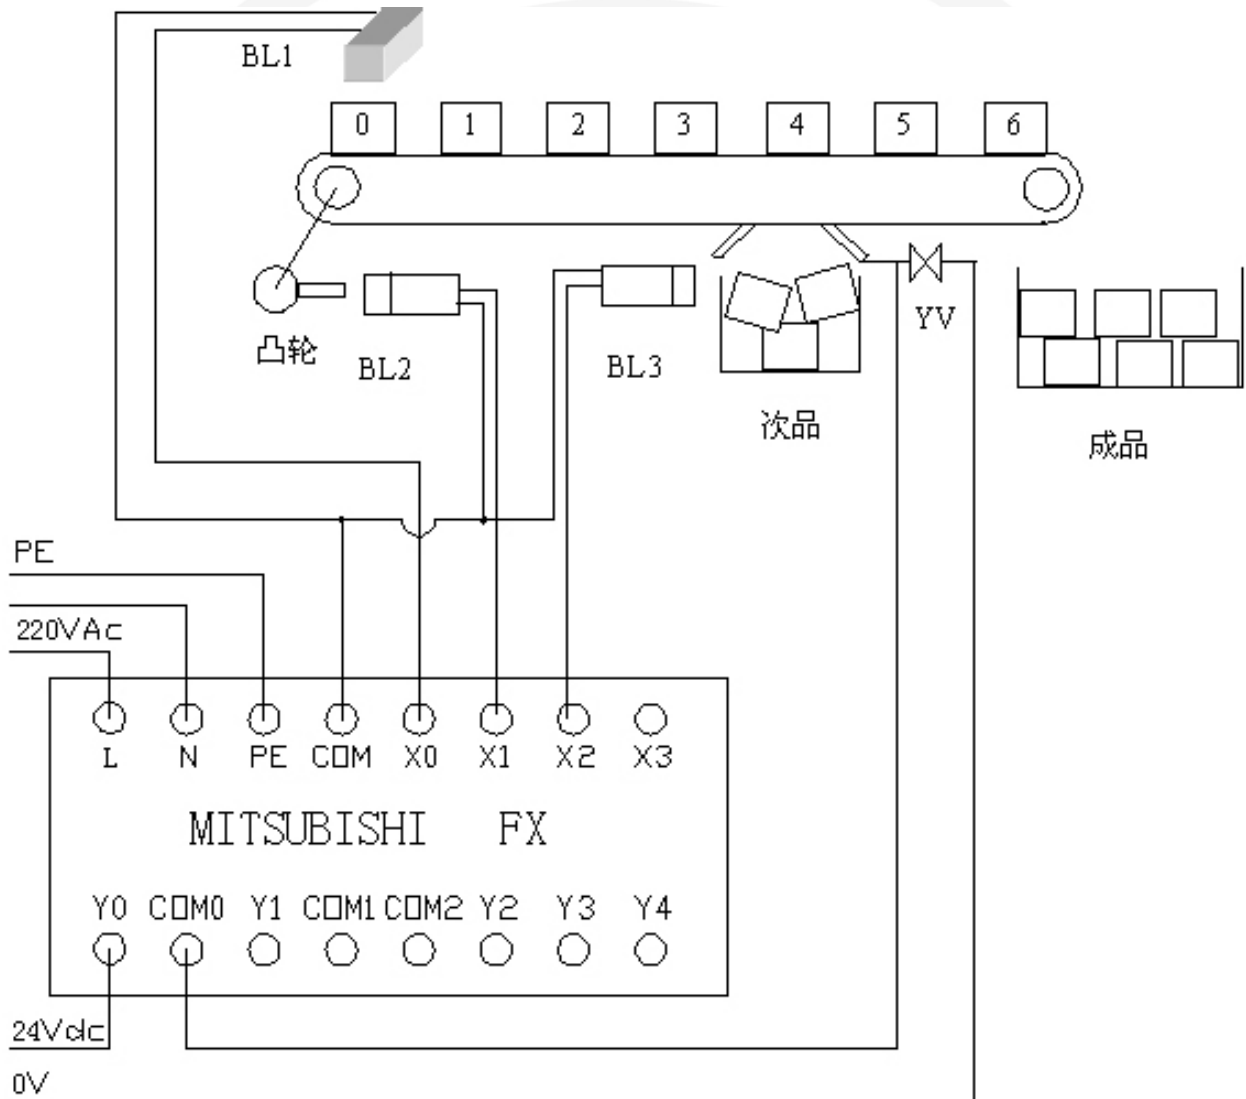 BL1
0 1 2 3 4 5 6
凸轮
BL2
BL3
YV
次品
成品
PE
220VAc
L N PE COM X0 X1 X2 X3
MITSUBISHI FX
Y0 COM0 Y1 COM1 COM2 Y2 Y3 Y4
24Vdc
0V